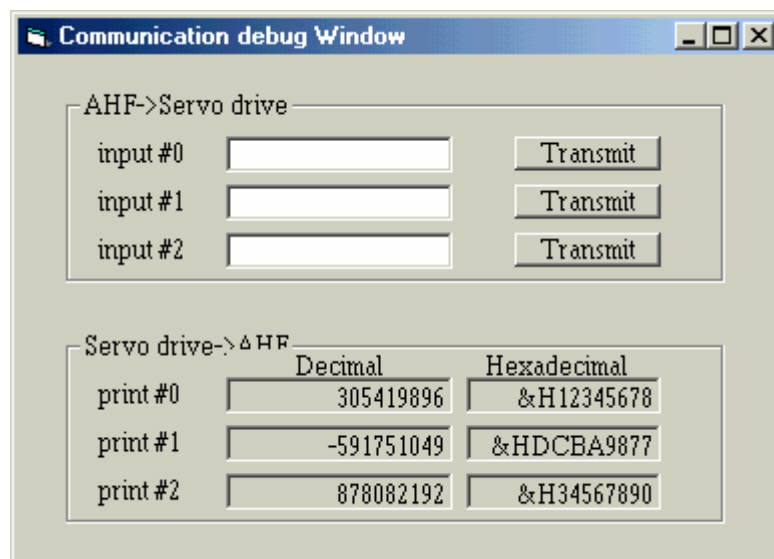 Communication debug Window
AHF->Servo drive
input #0 Transmit
input #1 Transmit
input #2 Transmit
Servo drive->AHF
Decimal Hexadecimal
print #0 305419896 &H12345678
print #1 -591751049 &HDCBA9877
print #2 878082192 &H34567890